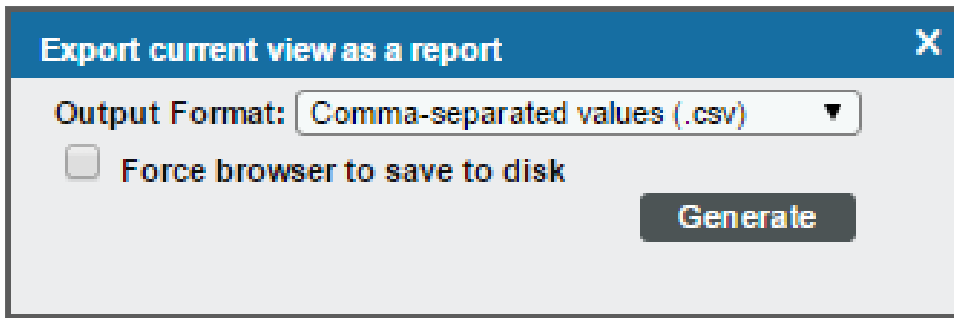 Export current view as a report X
Output Format: Comma-separated values (.csv) ▼
Force browser to save to disk
Generate